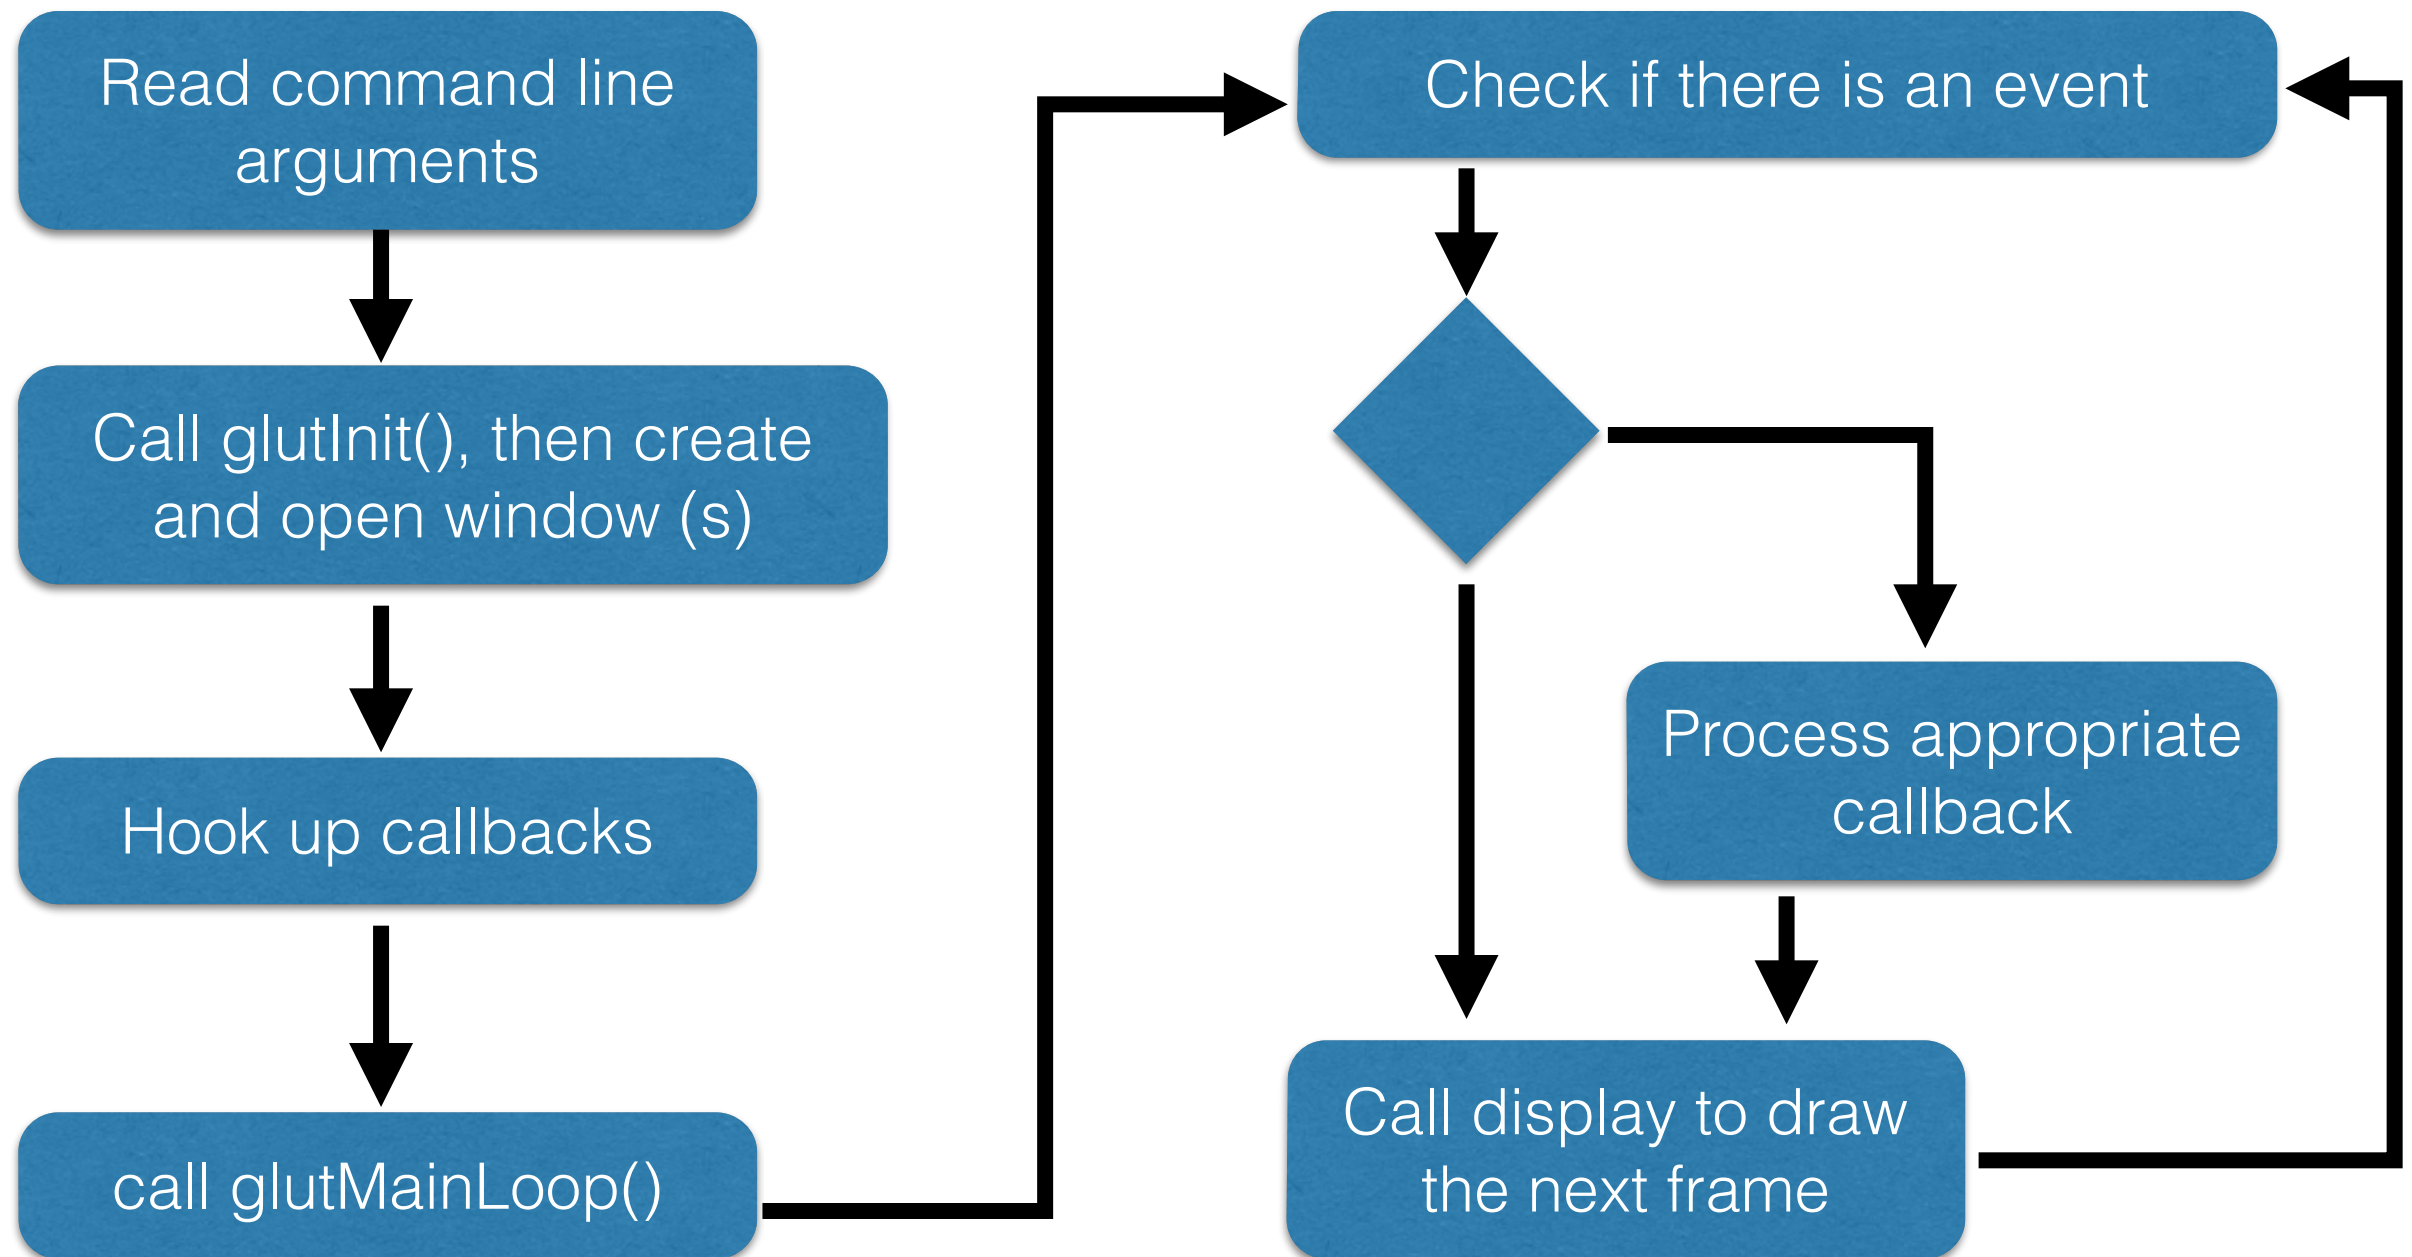 Read command line
arguments
Call glutInit(), then create
and open window (s)
Hook up callbacks
call glutMainLoop()
Check if there is an event
Process appropriate
callback
Call display to draw
the next frame